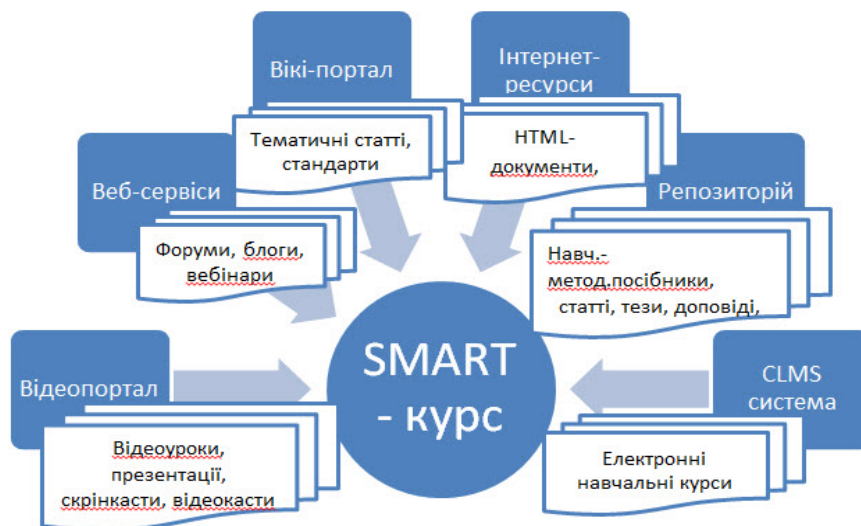 Вікі-портал
Тематичні статті,
стандарти
Інтернет-
ресурси
HTML-
документи,
Веб-сервіси
Форуми, блоги,
вебінари
Репозиторій
Навч.-
метод.посібники,
статті, тези, доповіді,
Відеопортал
Відеоуроки,
презентації,
скрінкасти, відеокасти
SMART
- курс
CLMS
система
Електронні
навчальні курси